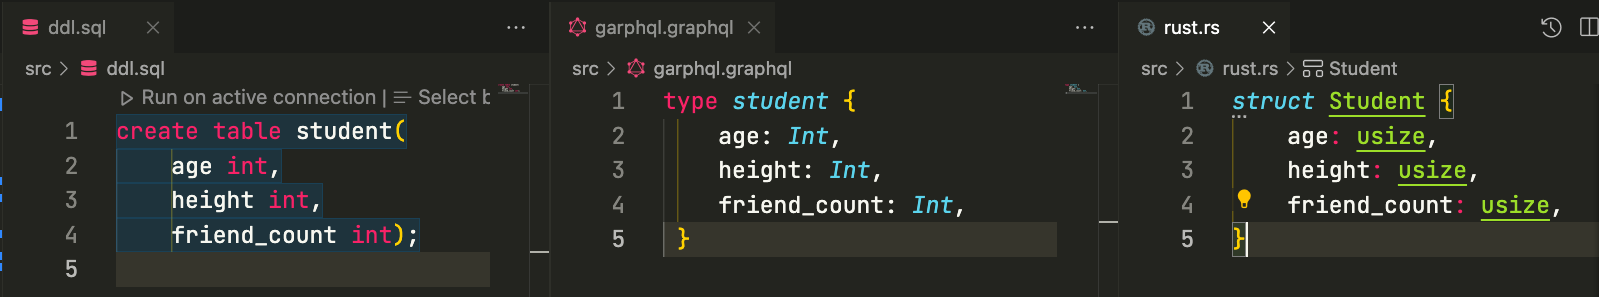 ddl.sql
src > ddl.sql
Run on active connection | Select b
1 create table student(
2     age int,
3     height int,
4     friend_count int);
5
garphql.graphql
src > garphql.graphql
1 type student {
2     age: Int,
3     height: Int,
4     friend_count: Int,
5  }
rust.rs
src > rust.rs > Student
1 struct Student {
2     age: usize,
3     height: usize,
4     friend_count: usize,
5 }